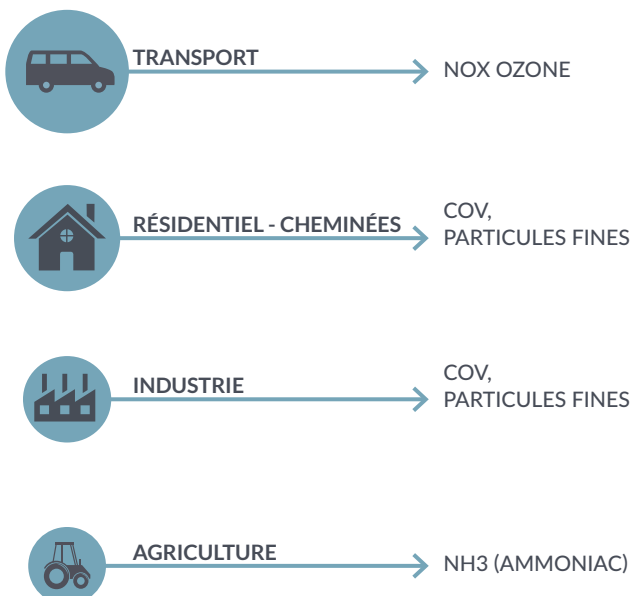 TRANSPORT
NOX OZONE
RÉSIDENTIEL - CHEMINÉES
COV,
PARTICULES FINES
INDUSTRIE
COV,
PARTICULES FINES
AGRICULTURE
NH3 (AMMONIAC)